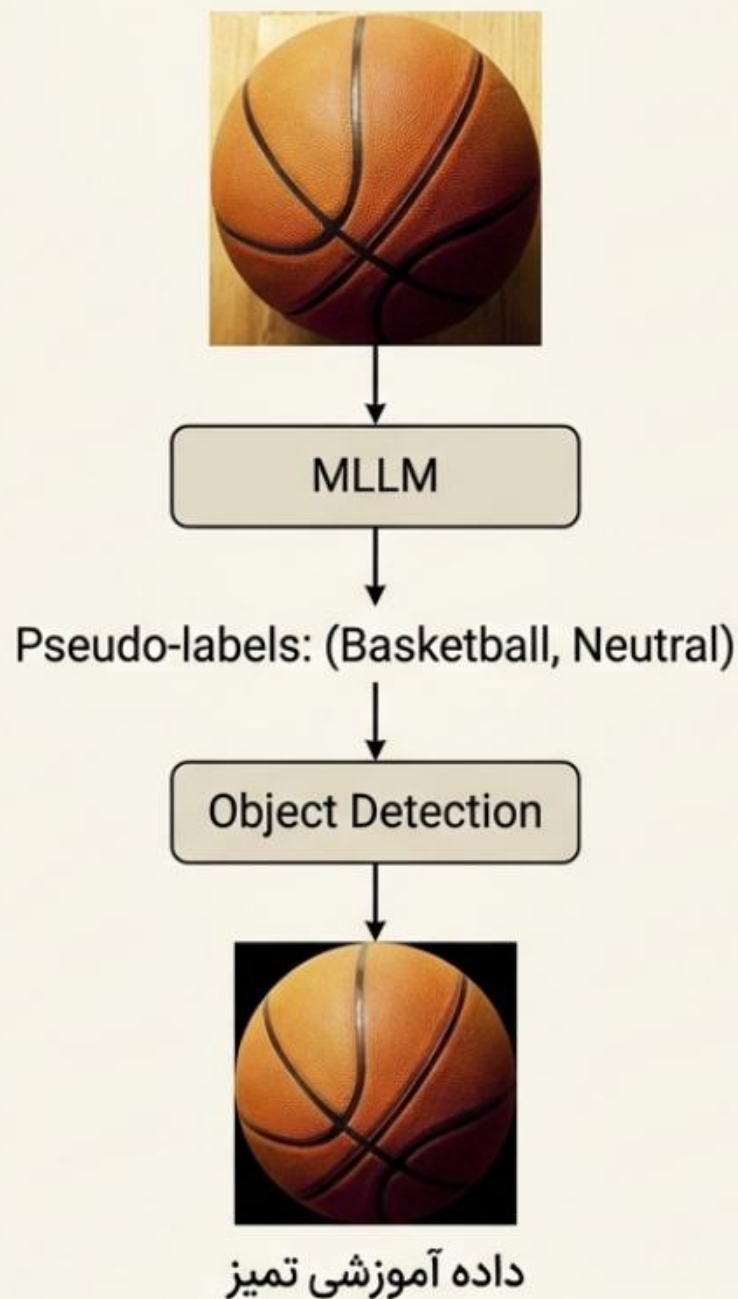 MLLM
Pseudo-labels: (Basketball, Neutral)
Object Detection
داده آموزشی تمیز